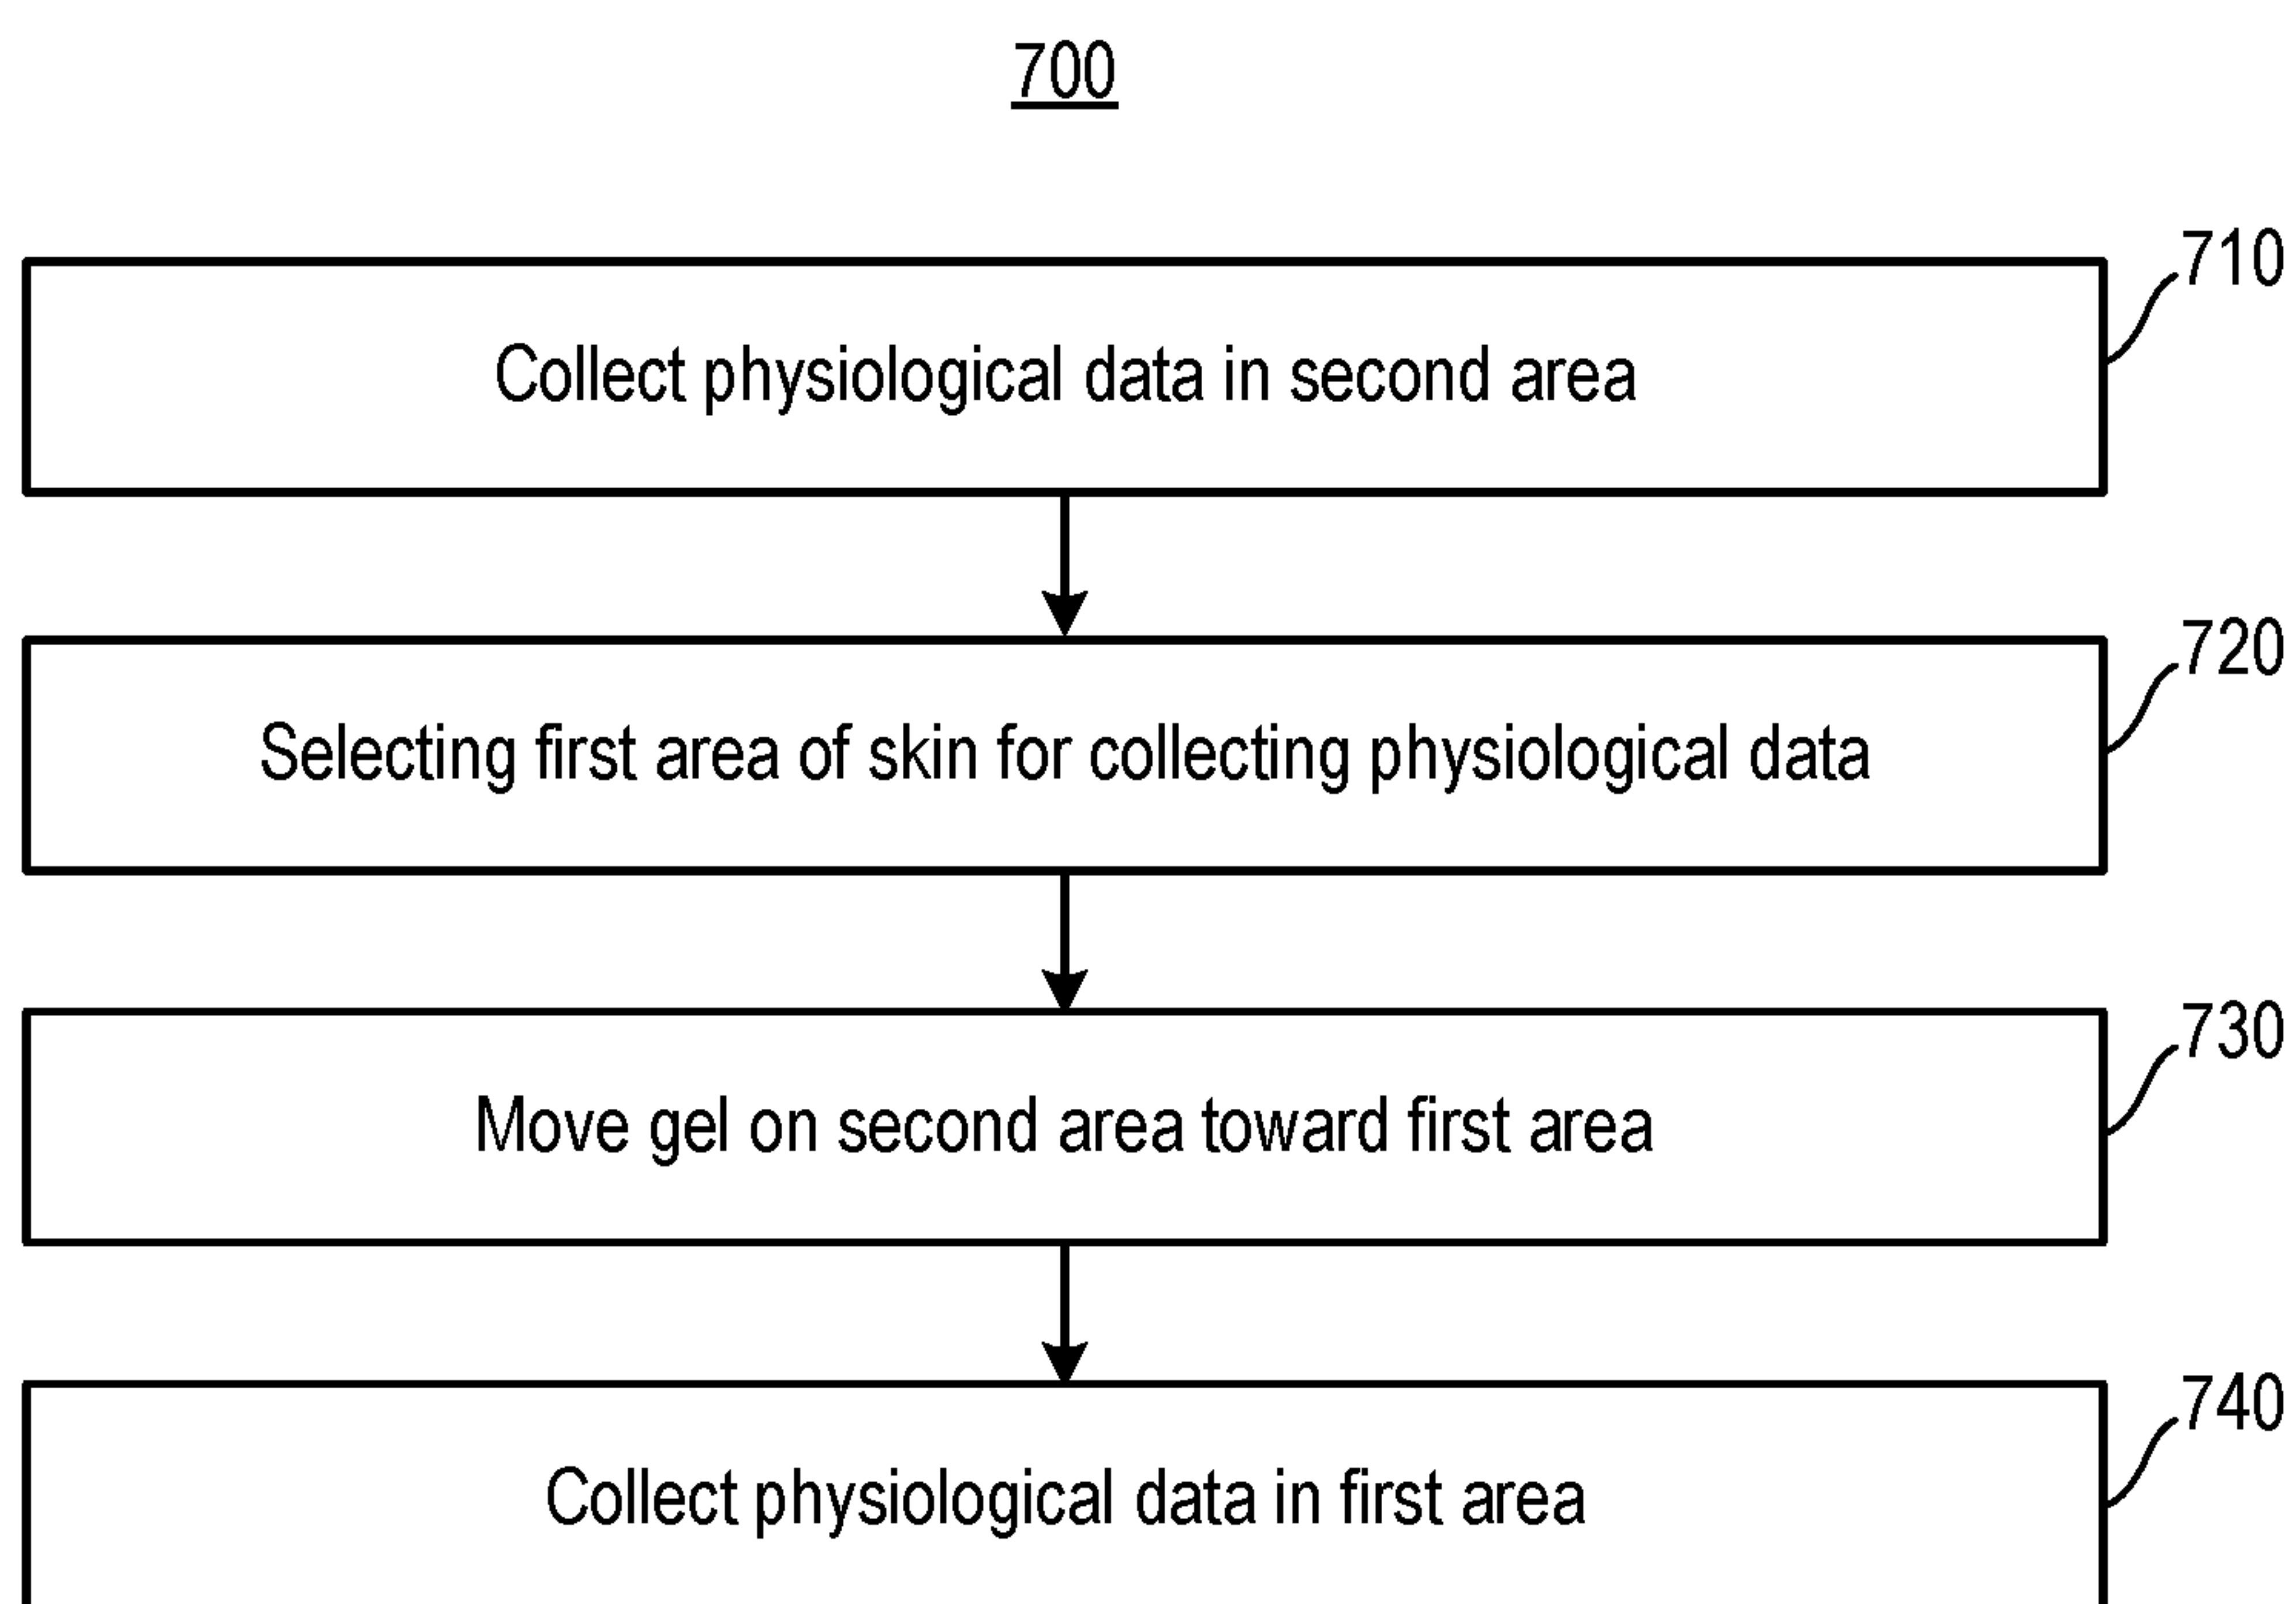 700
710
Collect physiological data in second area
720
Selecting first area of skin for collecting physiological data
730
Move gel on second area toward first area
740
Collect physiological data in first area